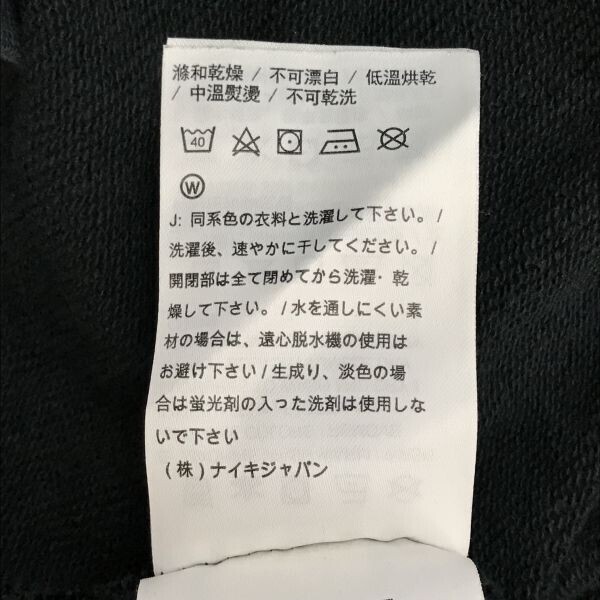 滌和乾燥 / 不可漂白 / 低溫烘乾
/ 中溫熨燙 / 不可乾洗
40
W
J: 同系色の衣料と洗濯して下さい。/
洗濯後、速やかに干してください。/
開閉部は全て閉めてから洗濯・乾
燥して下さい。/ 水を通しにくい素
材の場合は、遠心脱水機の使用は
お避け下さい / 生成り、淡色の場
合は蛍光剤の入った洗剤は使用しな
いで下さい
(株) ナイキジャパン